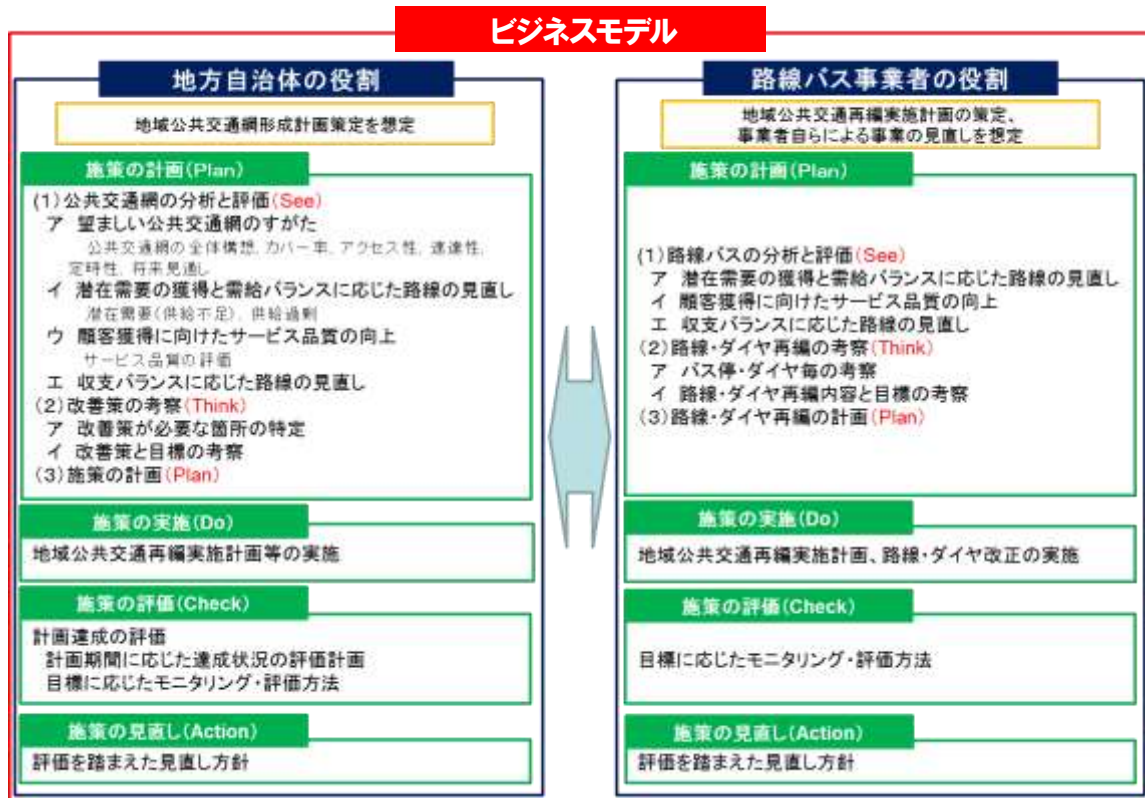 ビジネスモデル
地方自治体の役割
地域公共交通網形成計画策定を想定
施策の計画(Plan)
(1)公共交通網の分析と評価(See)
ア 望ましい公共交通網のすがた
公共交通網の全体構想, カバー率, アクセス性, 速達性,
定時性, 将来見通し
イ 潜在需要の獲得と需給バランスに応じた路線の見直し
潜在需要(供給不足), 供給過剰
ウ 顧客獲得に向けたサービス品質の向上
サービス品質の評価
エ 収支バランスに応じた路線の見直し
(2)改善策の考察(Think)
ア 改善策が必要な箇所の特定
イ 改善策と目標の考察
(3)施策の計画(Plan)
施策の実施(Do)
地域公共交通再編実施計画等の実施
施策の評価(Check)
計画達成の評価
計画期間に応じた達成状況の評価計画
目標に応じたモニタリング・評価方法
施策の見直し(Action)
評価を踏まえた見直し方針
路線バス事業者の役割
地域公共交通再編実施計画の策定、
事業者自らによる事業の見直しを想定
施策の計画(Plan)
(1)路線バスの分析と評価(See)
ア 潜在需要の獲得と需給バランスに応じた路線の見直し
イ 顧客獲得に向けたサービス品質の向上
エ 収支バランスに応じた路線の見直し
(2)路線・ダイヤ再編の考察(Think)
ア バス停・ダイヤ毎の考察
イ 路線・ダイヤ再編内容と目標の考察
(3)路線・ダイヤ再編の計画(Plan)
施策の実施(Do)
地域公共交通再編実施計画、路線・ダイヤ改正の実施
施策の評価(Check)
目標に応じたモニタリング・評価方法
施策の見直し(Action)
評価を踏まえた見直し方針